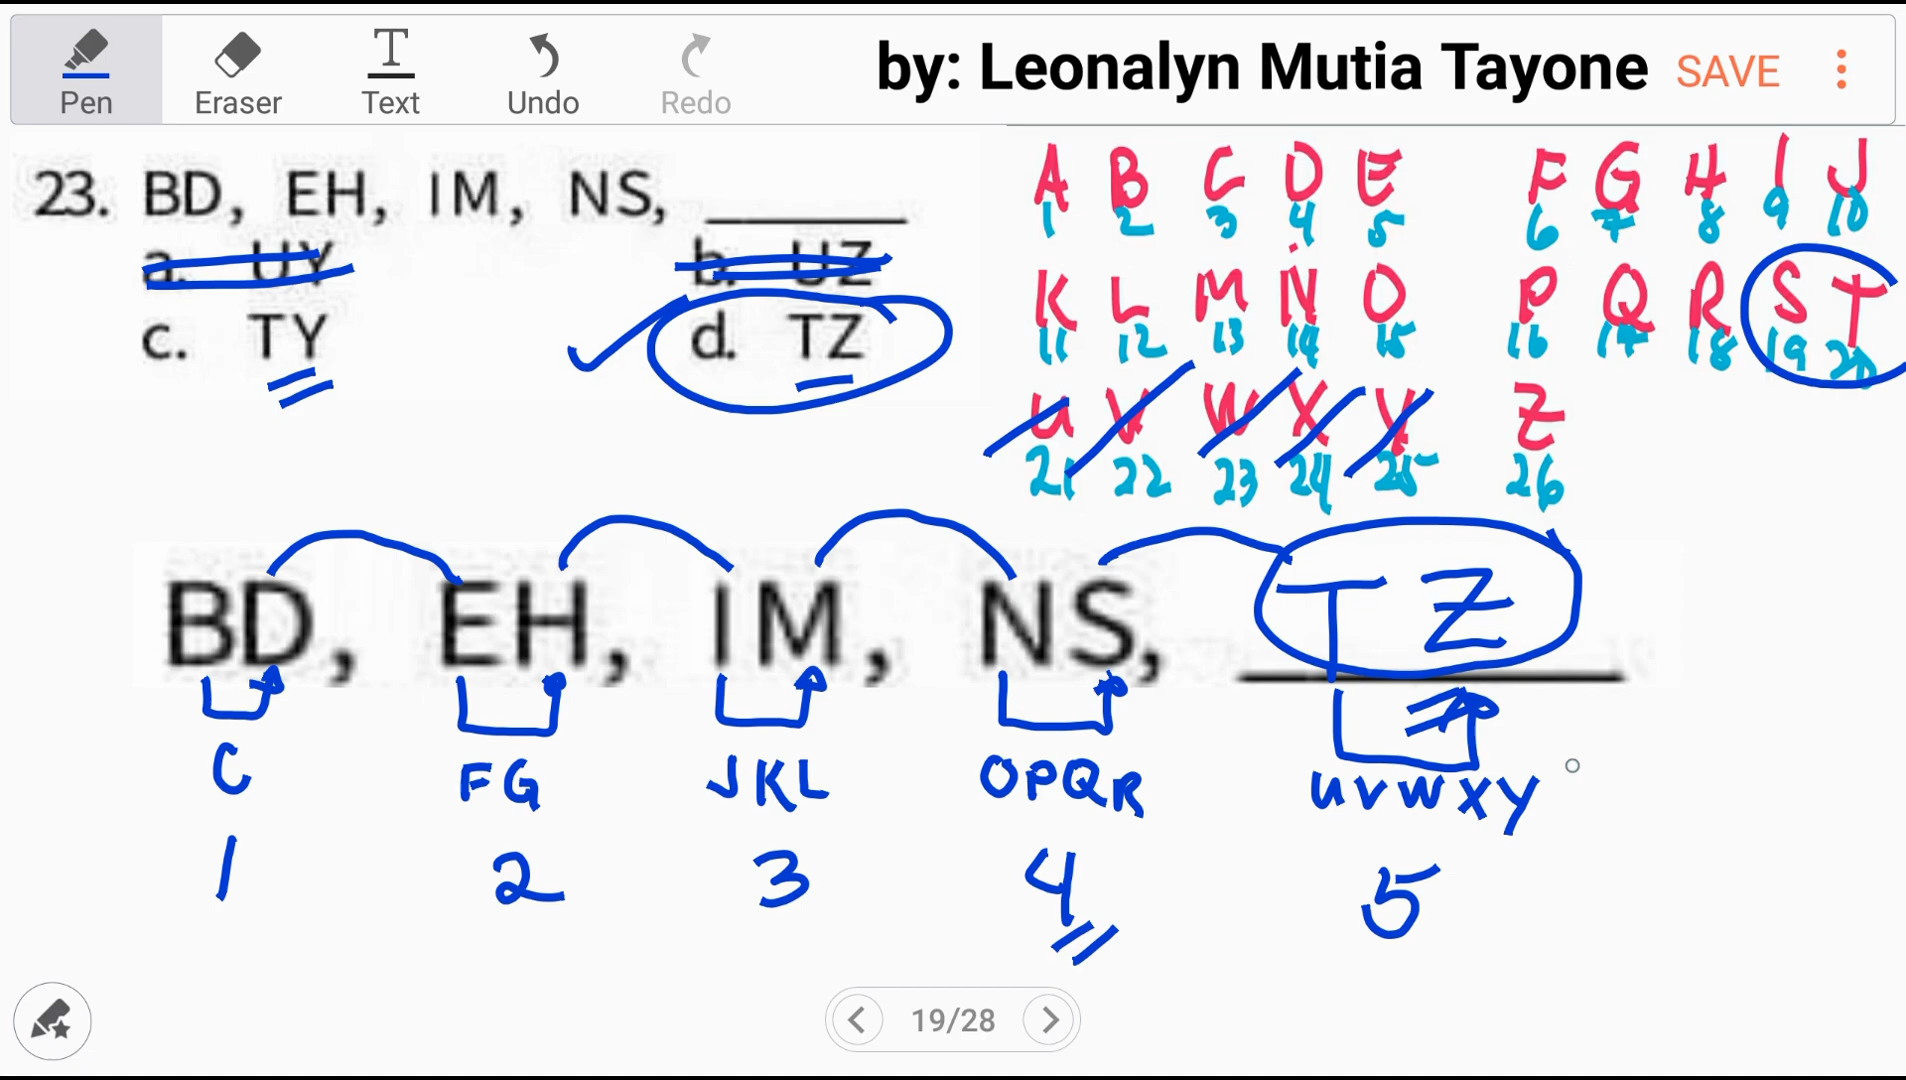 Pen Eraser Text Undo Redo by: Leonalyn Mutia Tayone SAVE
23. BD, EH, IM, NS, ________
a. UY b. UZ
c. TY d. TZ
A B C D E F G H I J
1 2 3 4 5 6 7 8 9 10
K L M N O P Q R S T
11 12 13 14 15 16 17 18 19 20
U V W X Y Z
21 22 23 24 25 26
BD, EH, IM, NS, TZ
C FG JKL OPQR UVWXY
1 2 3 4 5
19/28